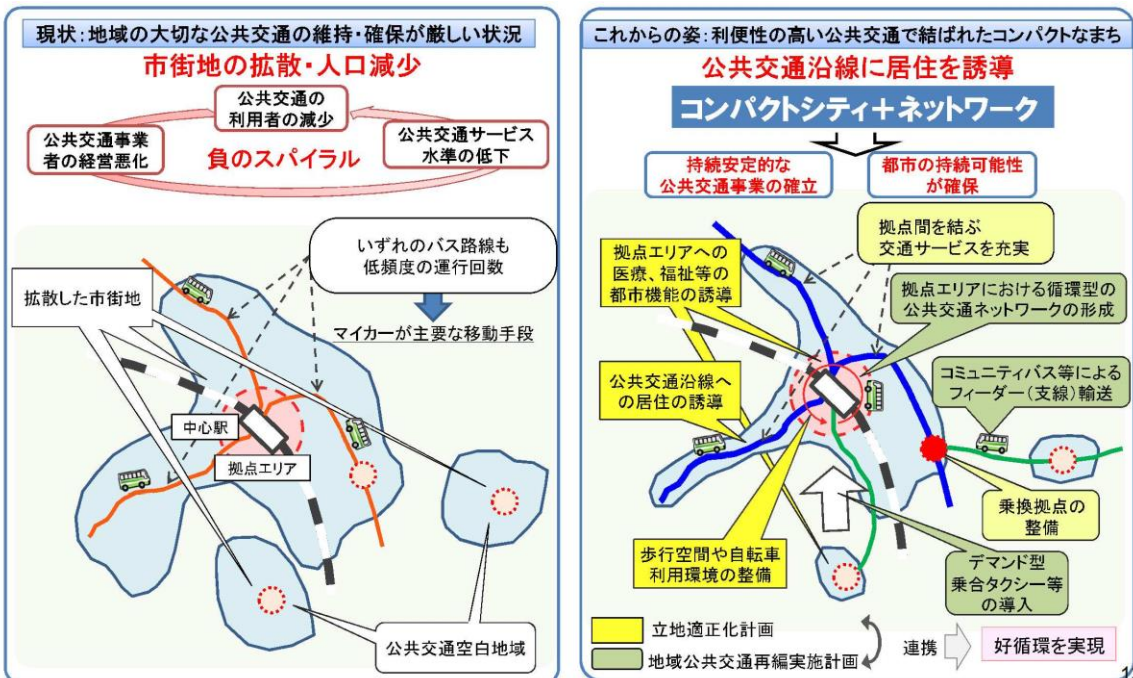 現状：地域の大切な公共交通の維持・確保が厳しい状況
市街地の拡散・人口減少
公共交通の
利用者の減少
公共交通事業
者の経営悪化
負のスパイラル
公共交通サービス
水準の低下
いずれのバス路線も
低頻度の運行回数
拡散した市街地
マイカーが主要な移動手段
中心駅
拠点エリア
公共交通空白地域
これからの姿：利便性の高い公共交通で結ばれたコンパクトなまち
公共交通沿線に居住を誘導
コンパクトシティ＋ネットワーク
持続安定的な
公共交通事業の確立
都市の持続可能性
が確保
拠点エリアへの
医療、福祉等の
都市機能の誘導
拠点間を結ぶ
交通サービスを充実
拠点エリアにおける循環型の
公共交通ネットワークの形成
公共交通沿線へ
の居住の誘導
コミュニティバス等による
フィーダー（支線）輸送
乗換拠点の
整備
歩行空間や自転車
利用環境の整備
デマンド型
乗合タクシー等
の導入
立地適正化計画
地域公共交通再編実施計画
連携
好循環を実現
1